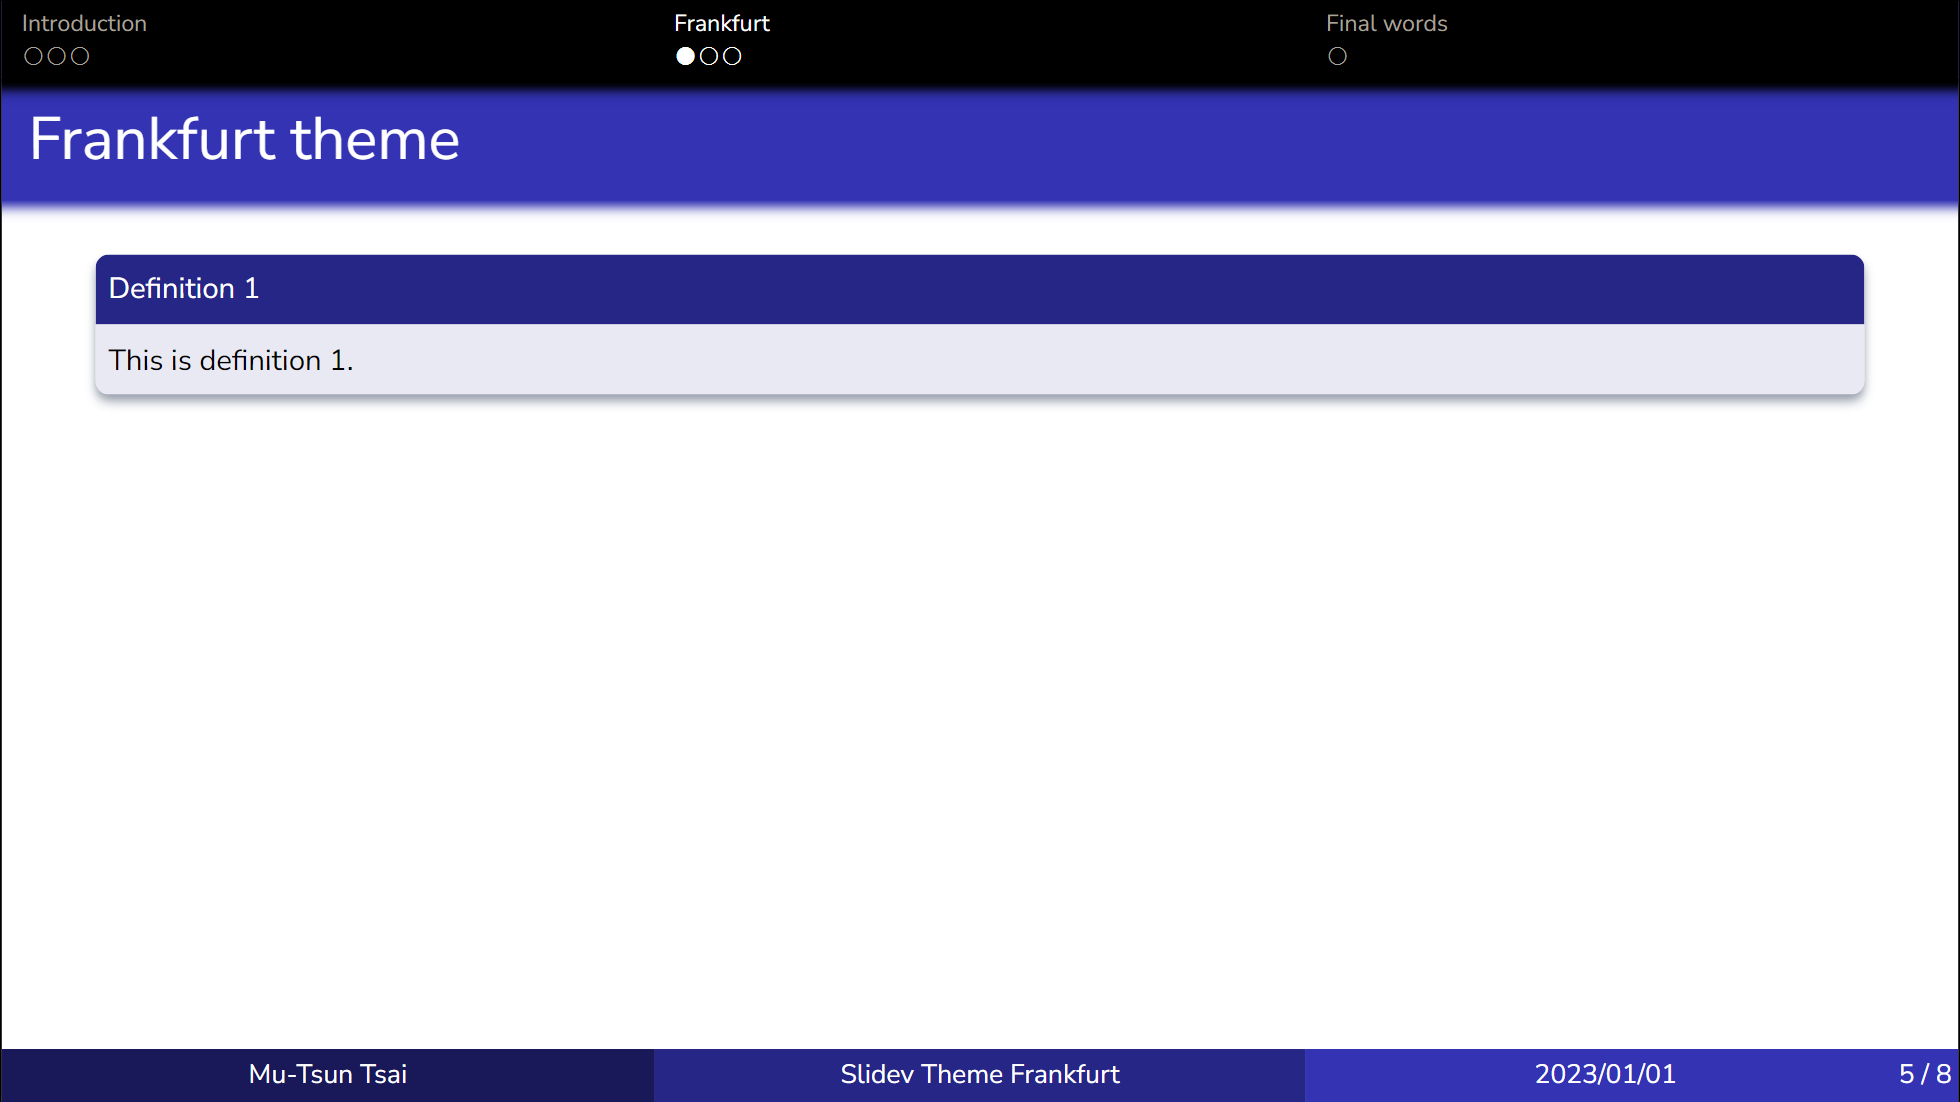 Introduction
Frankfurt
Final words
Frankfurt theme
Definition 1
This is definition 1.
Mu-Tsun Tsai
Slidev Theme Frankfurt
2023/01/01
5 / 8